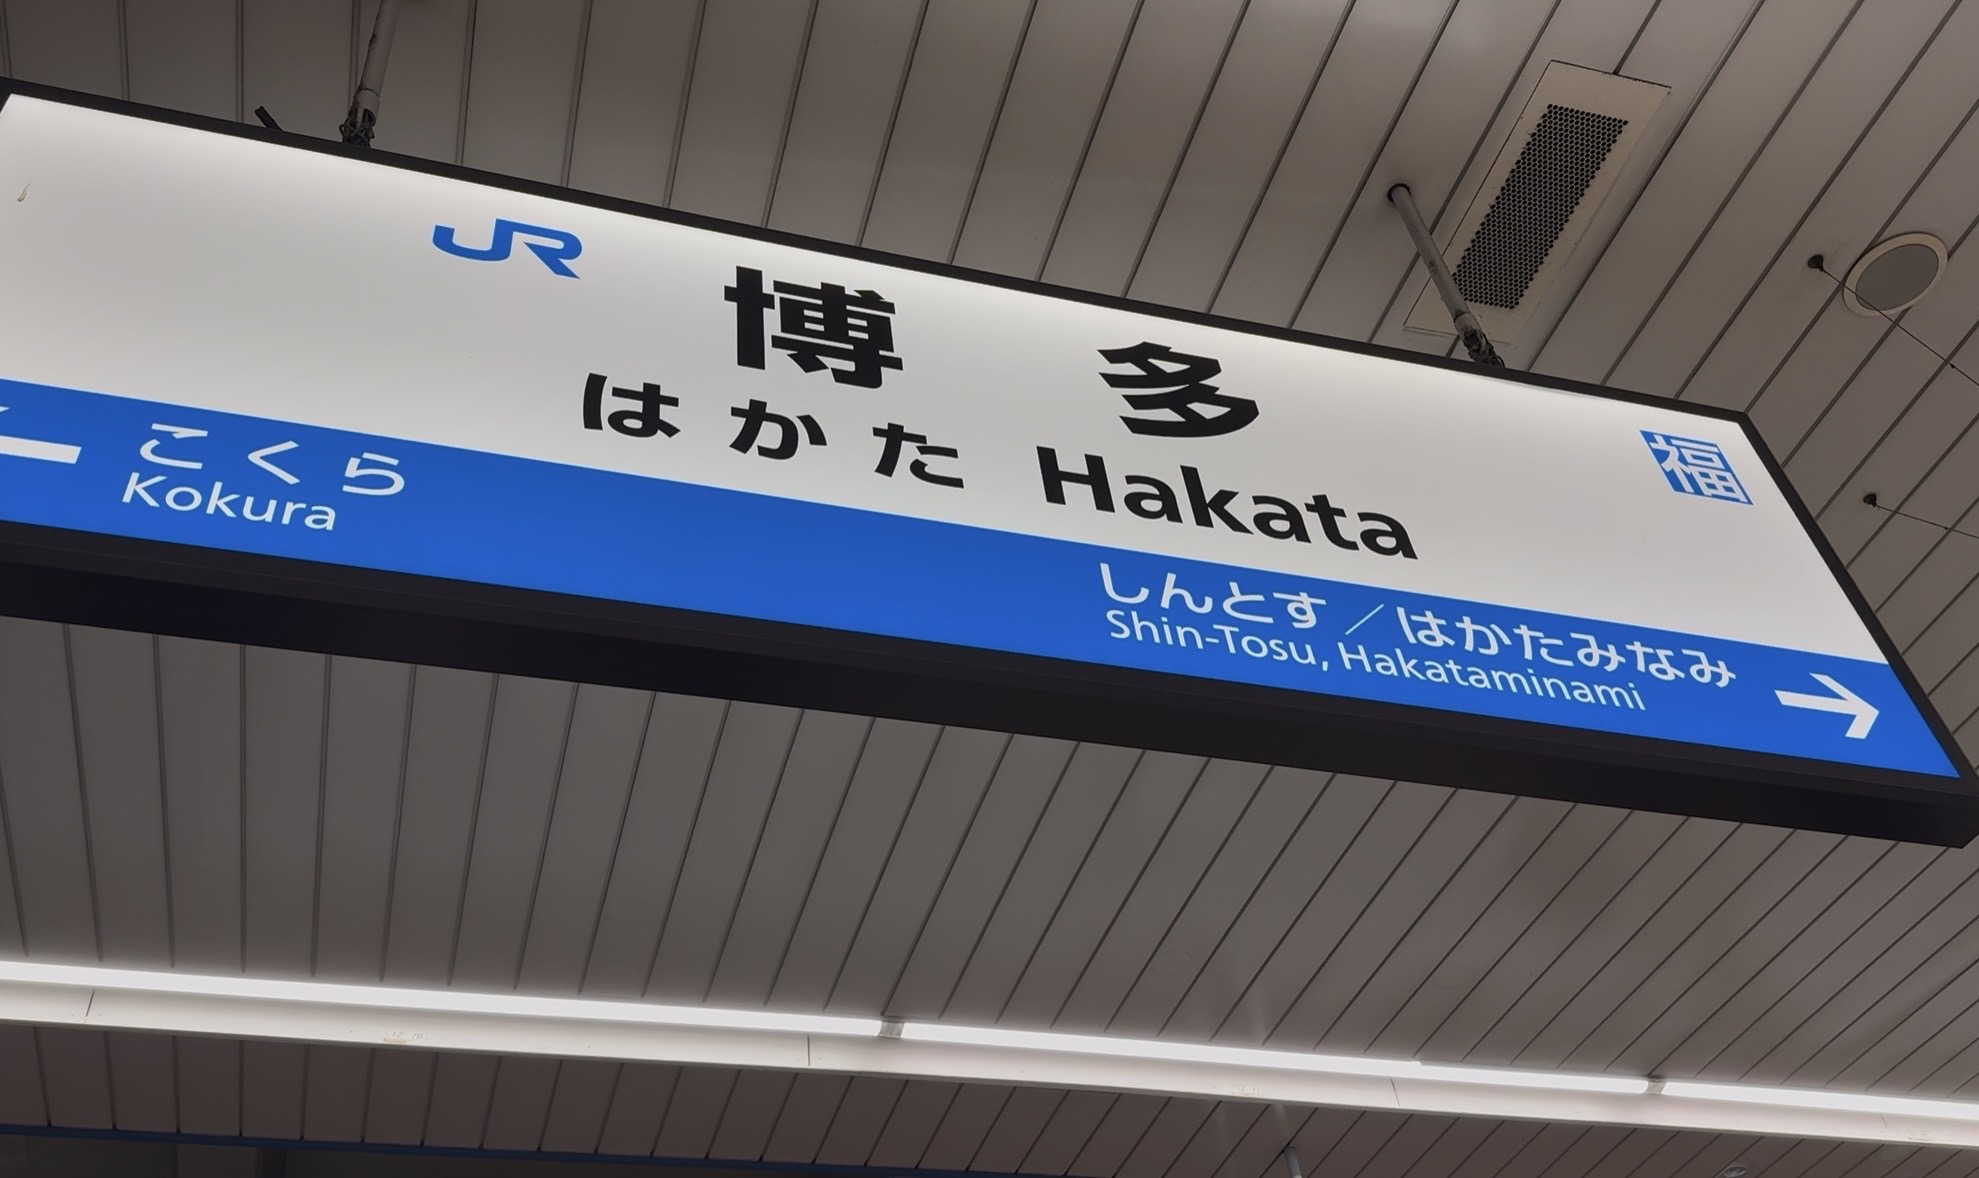 JR
博多
はかた Hakata
福
← こくら
Kokura
しんとす／はかたみなみ →
Shin-Tosu, Hakataminami